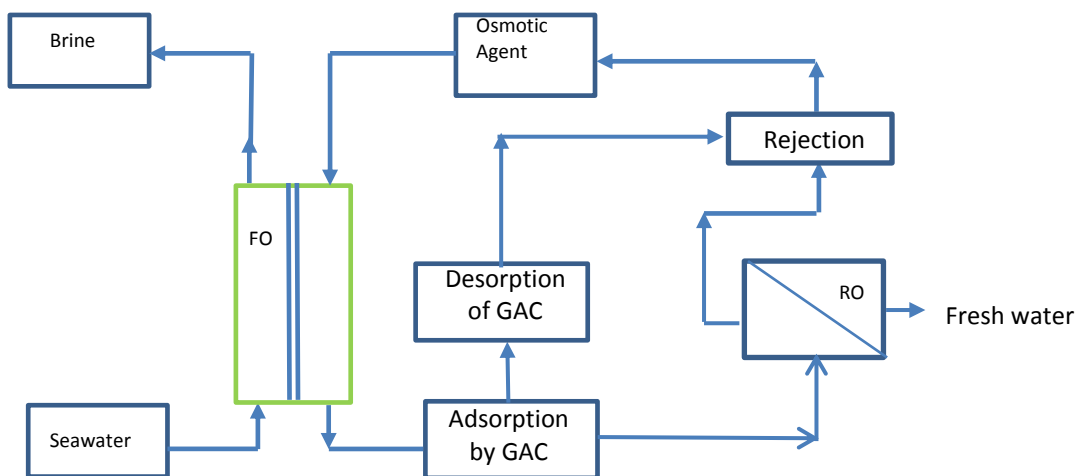 Brine
Osmotic
Agent
Rejection
FO
Desorption
of GAC
RO
Fresh water
Seawater
Adsorption
by GAC